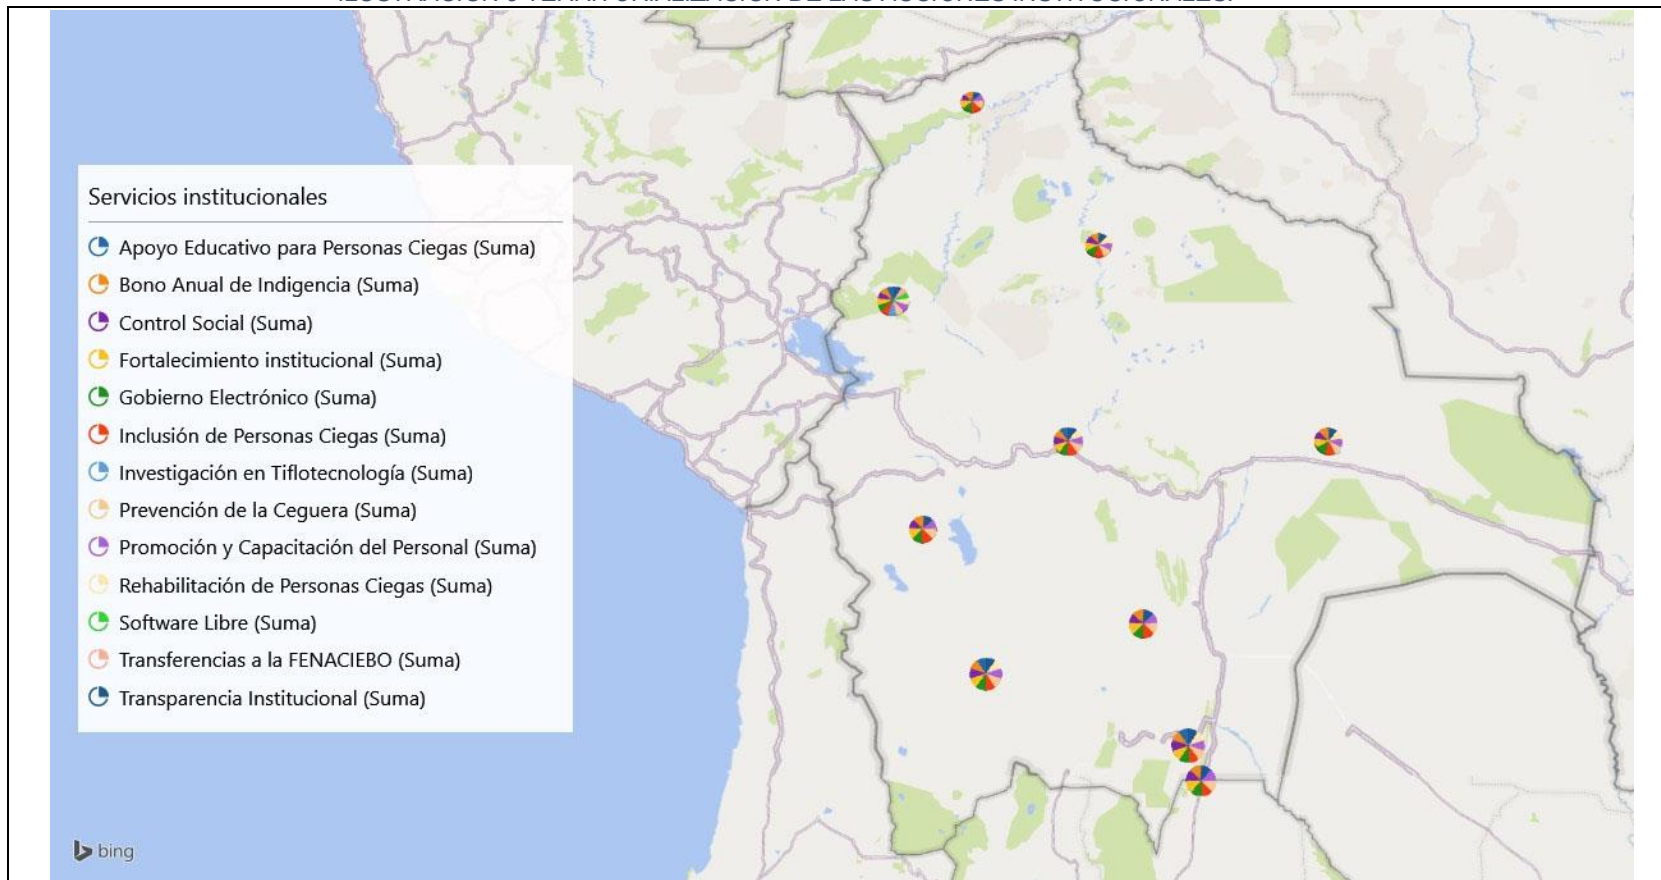 Servicios institucionales
Apoyo Educativo para Personas Ciegas (Suma)
Bono Anual de Indigencia (Suma)
Control Social (Suma)
Fortalecimiento institucional (Suma)
Gobierno Electrónico (Suma)
Inclusión de Personas Ciegas (Suma)
Investigación en Tiflotecnología (Suma)
Prevención de la Ceguera (Suma)
Promoción y Capacitación del Personal (Suma)
Rehabilitación de Personas Ciegas (Suma)
Software Libre (Suma)
Transferencias a la FENACIEBO (Suma)
Transparencia Institucional (Suma)
bing